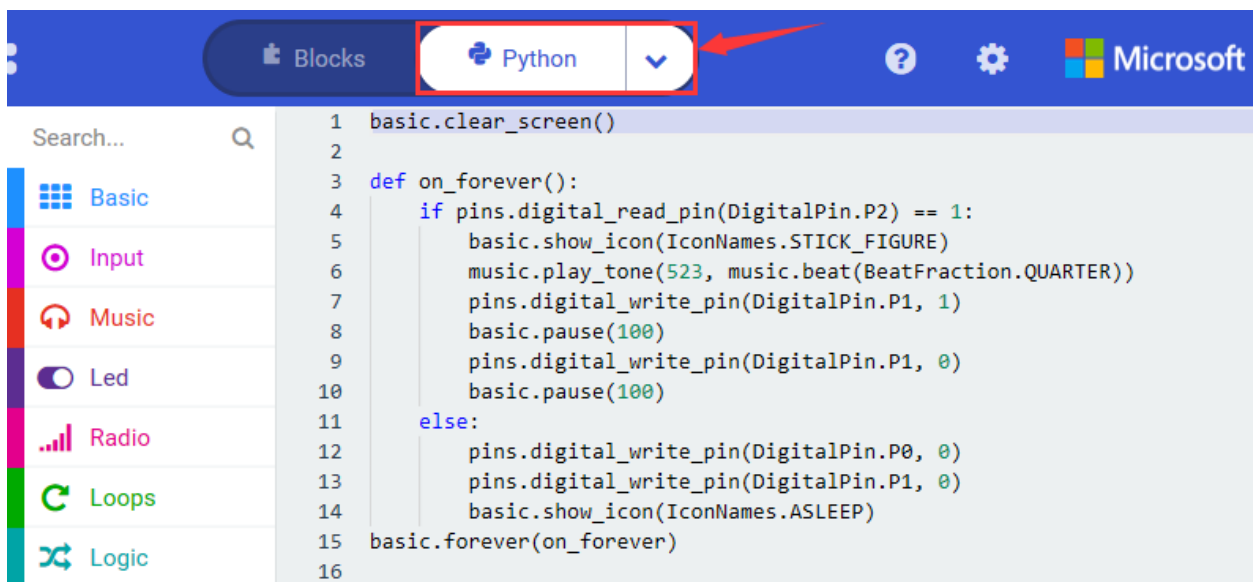 Blocks
Python
Microsoft
Search...
Basic
Input
Music
Led
Radio
Loops
Logic
1 basic.clear_screen()
2
3 def on_forever():
4     if pins.digital_read_pin(DigitalPin.P2) == 1:
5         basic.show_icon(IconNames.STICK_FIGURE)
6         music.play_tone(523, music.beat(BeatFraction.QUARTER))
7         pins.digital_write_pin(DigitalPin.P1, 1)
8         basic.pause(100)
9         pins.digital_write_pin(DigitalPin.P1, 0)
10         basic.pause(100)
11     else:
12         pins.digital_write_pin(DigitalPin.P0, 0)
13         pins.digital_write_pin(DigitalPin.P1, 0)
14         basic.show_icon(IconNames.ASLEEP)
15 basic.forever(on_forever)
16